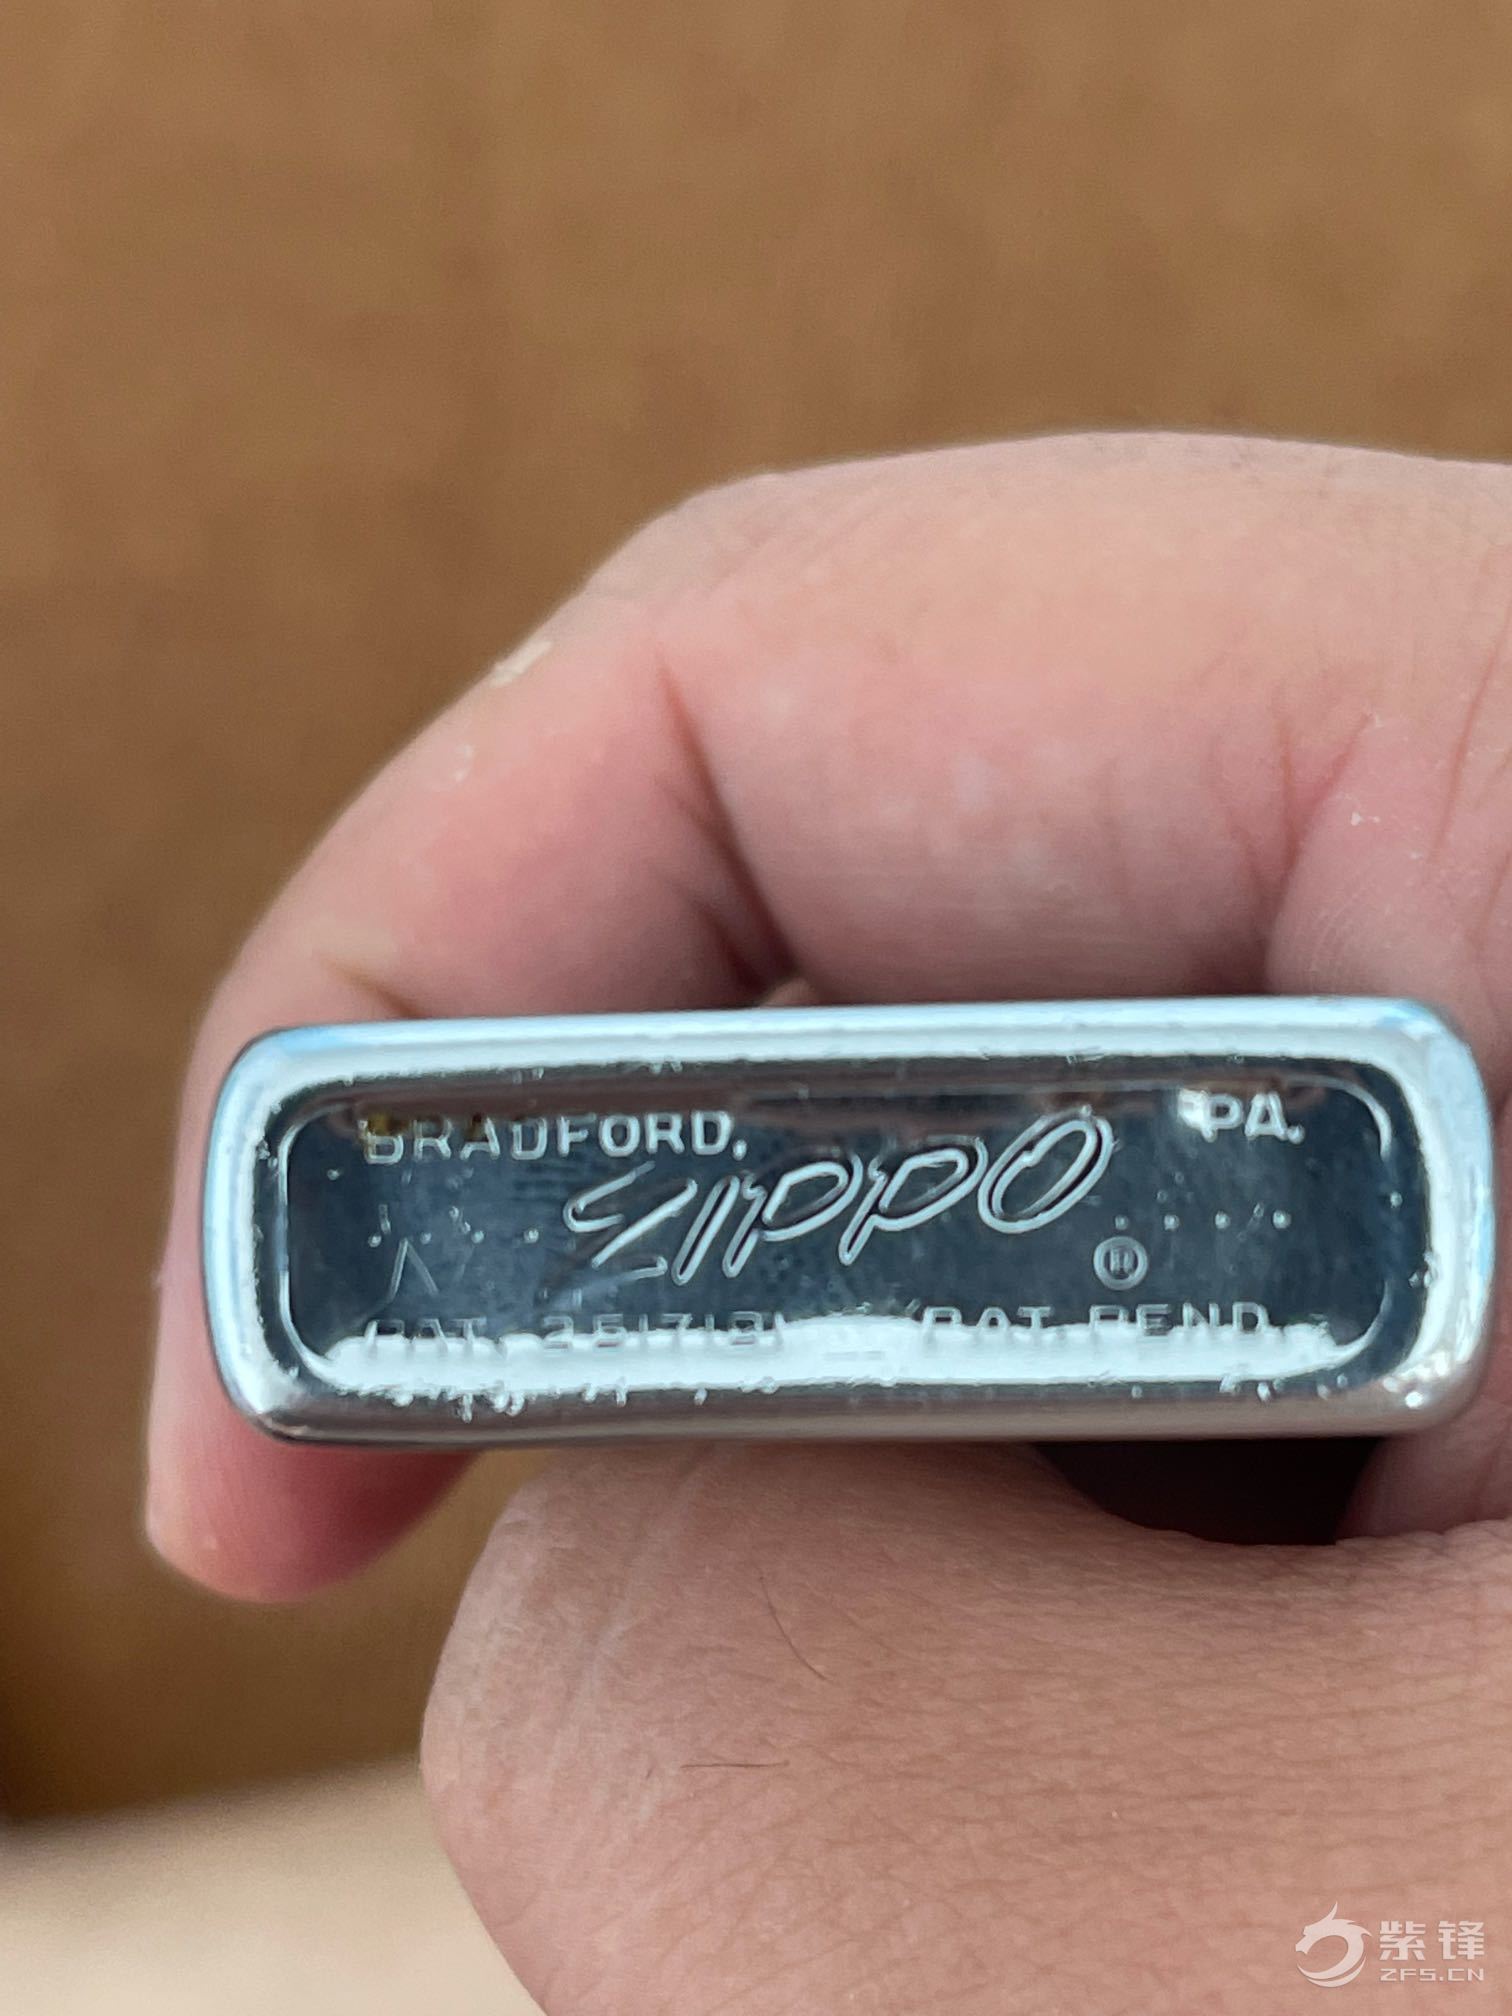 BRADFORD, PA.
Zippo
.... ....
®
PAT. 2517191 PAT. PEND.
紫锋
ZFS.CN